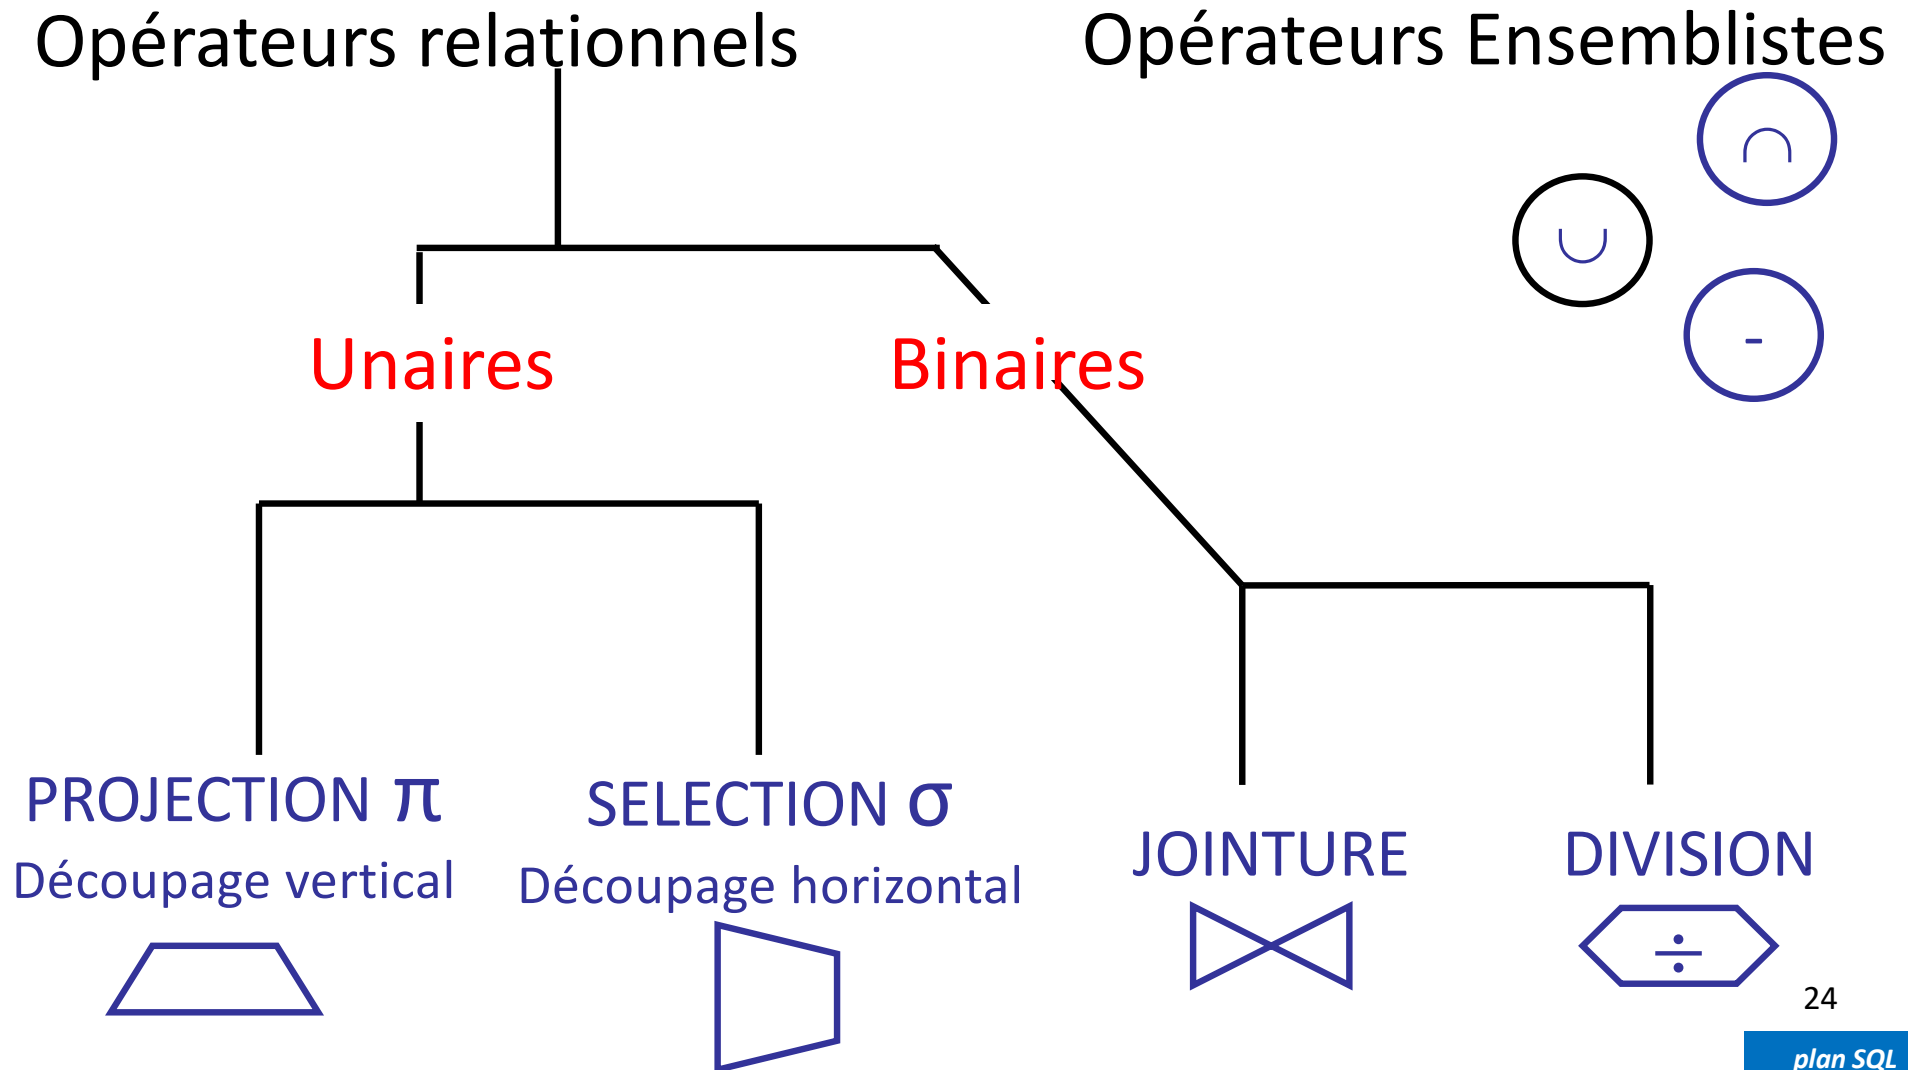 Opérateurs relationnels
Opérateurs Ensemblistes
∩
∪
-
Unaires
Binaires
PROJECTION π
Découpage vertical
SELECTION σ
Découpage horizontal
JOINTURE
DIVISION
÷
24
plan SQL